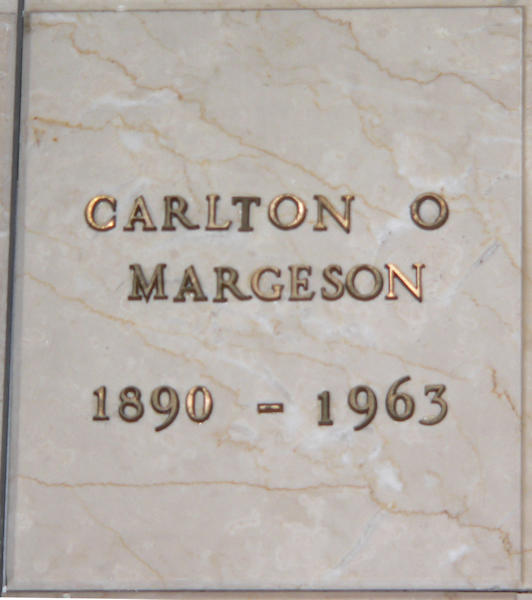 CARLTON O
MARGESON
1890 - 1963